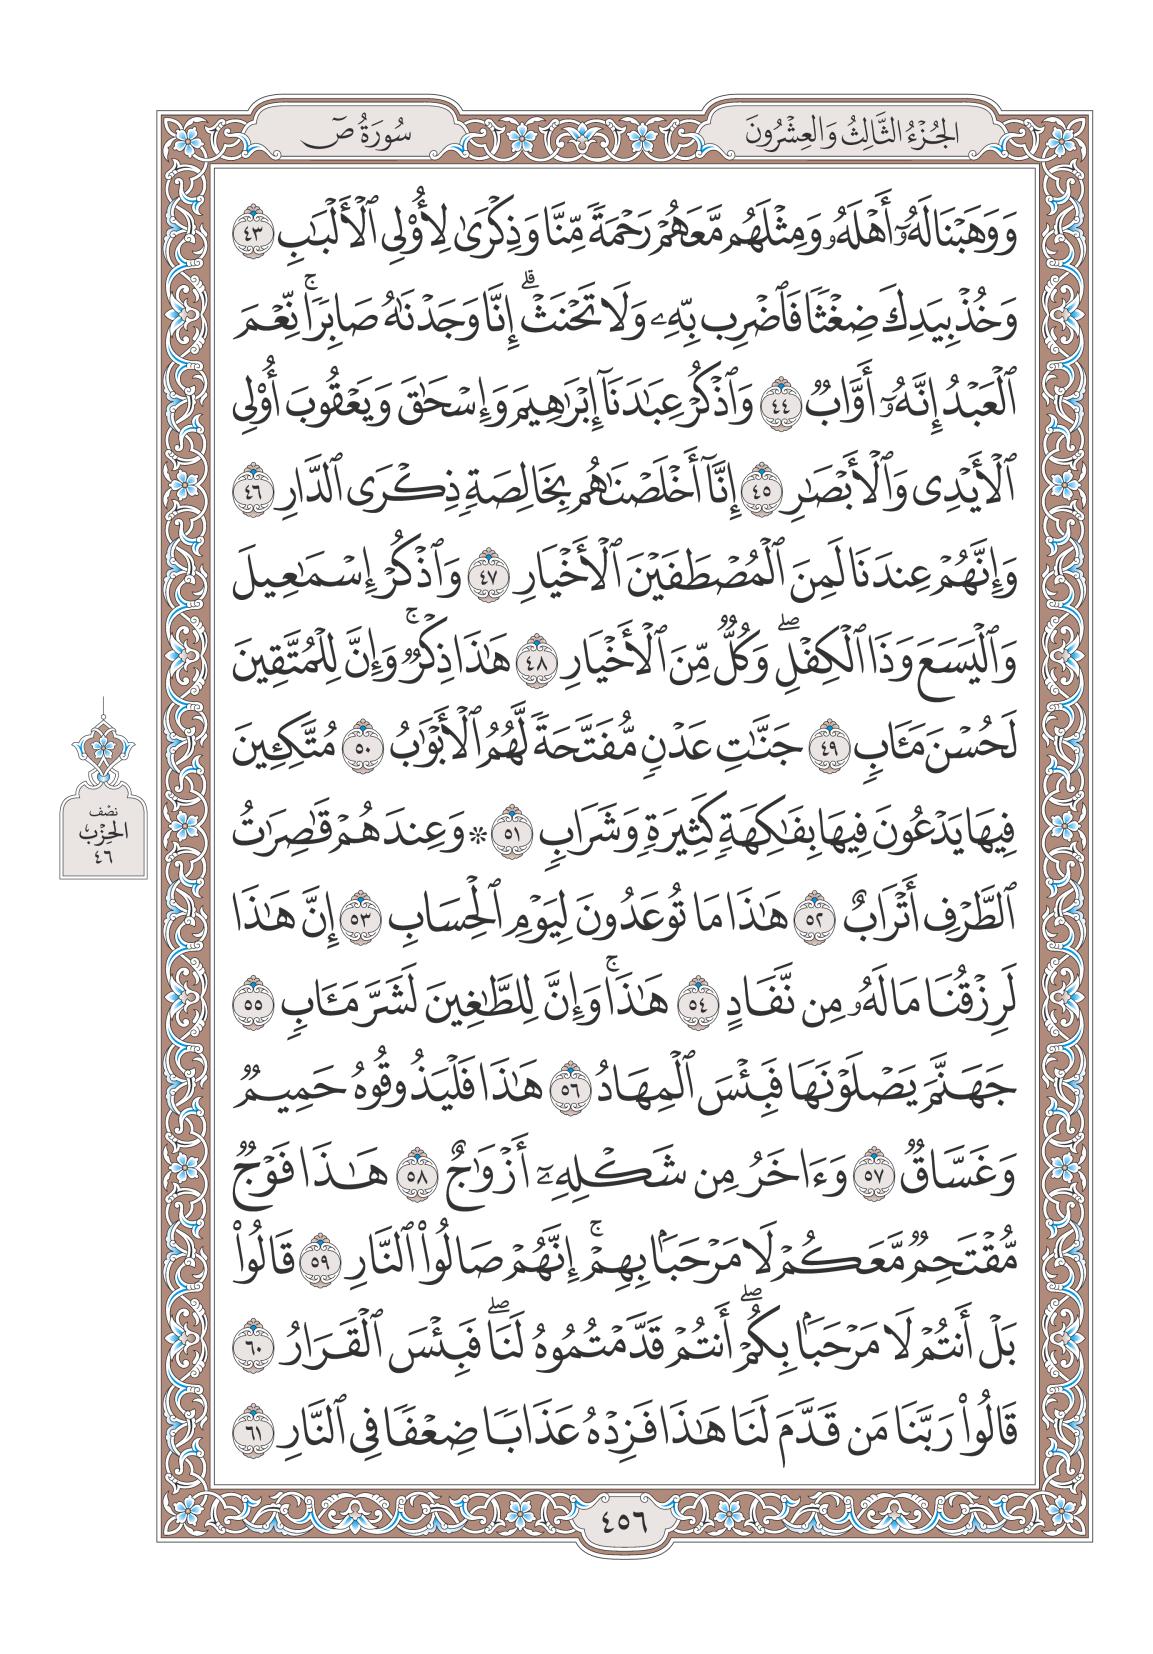 الجُزْءُ الثَّالِثُ وَالعِشْرُونَ
سُورَةُ صٓ
وَوَهَبْنَا لَهُۥٓ أَهْلَهُۥ وَمِثْلَهُم مَّعَهُمْ رَحْمَةً مِّنَّا وَذِكْرَىٰ لِأُوْلِى ٱلْأَلْبَـٰبِ ٤٣
وَخُذْ بِيَدِكَ ضِغْثًا فَٱضْرِب بِّهِۦ وَلَا تَحْنَثْ ۗ إِنَّا وَجَدْنَـٰهُ صَابِرًا ۚ نِّعْمَ
ٱلْعَبْدُ إِنَّهُۥٓ أَوَّابٌ ٤٤ وَٱذْكُرْ عِبَـٰدَنَآ إِبْرَٰهِيمَ وَإِسْحَـٰقَ وَيَعْقُوبَ أُوْلِى
ٱلْأَيْدِى وَٱلْأَبْصَـٰرِ ٤٥ إِنَّآ أَخْلَصْنَـٰهُم بِخَالِصَةٍ ذِكْرَى ٱلدَّارِ ٤٦
وَإِنَّهُمْ عِندَنَا لَمِنَ ٱلْمُصْطَفَيْنَ ٱلْأَخْيَارِ ٤٧ وَٱذْكُرْ إِسْمَـٰعِيلَ
وَٱلْيَسَعَ وَذَا ٱلْكِفْلِ ۖ وَكُلٌّ مِّنَ ٱلْأَخْيَارِ ٤٨ هَـٰذَا ذِكْرٌ ۚ وَإِنَّ لِلْمُتَّقِينَ
لَحُسْنَ مَـَٔابٍ ٤٩ جَنَّـٰتِ عَدْنٍ مُّفَتَّحَةً لَّهُمُ ٱلْأَبْوَٰبُ ٥٠ مُتَّكِـِٔينَ
فِيهَا يَدْعُونَ فِيهَا بِفَـٰكِهَةٍ كَثِيرَةٍ وَشَرَابٍ ٥١ * وَعِندَهُمْ قَـٰصِرَٰتُ
ٱلطَّرْفِ أَتْرَابٌ ٥٢ هَـٰذَا مَا تُوعَدُونَ لِيَوْمِ ٱلْحِسَابِ ٥٣ إِنَّ هَـٰذَا
لَرِزْقُنَا مَا لَهُۥ مِن نَّفَادٍ ٥٤ هَـٰذَا ۚ وَإِنَّ لِلطَّـٰغِينَ لَشَرَّ مَـَٔابٍ ٥٥
جَهَنَّمَ يَصْلَوْنَهَا فَبِئْسَ ٱلْمِهَادُ ٥٦ هَـٰذَا فَلْيَذُوقُوهُ حَمِيمٌ
وَغَسَّاقٌ ٥٧ وَءَاخَرُ مِن شَكْلِهِۦٓ أَزْوَٰجٌ ٥٨ هَـٰذَا فَوْجٌ
مُّقْتَحِمٌ مَّعَكُمْ لَا مَرْحَبًۢا بِهِمْ ۚ إِنَّهُمْ صَالُواْ ٱلنَّارِ ٥٩ قَالُواْ
بَلْ أَنتُمْ لَا مَرْحَبًۢا بِكُمْ ۖ أَنتُمْ قَدَّمْتُمُوهُ لَنَا ۖ فَبِئْسَ ٱلْقَرَارُ ٦٠
قَالُواْ رَبَّنَا مَن قَدَّمَ لَنَا هَـٰذَا فَزِدْهُ عَذَابًا ضِعْفًا فِى ٱلنَّارِ ٦١
نِصْف
الحِزْب
٤٦
٤٥٦